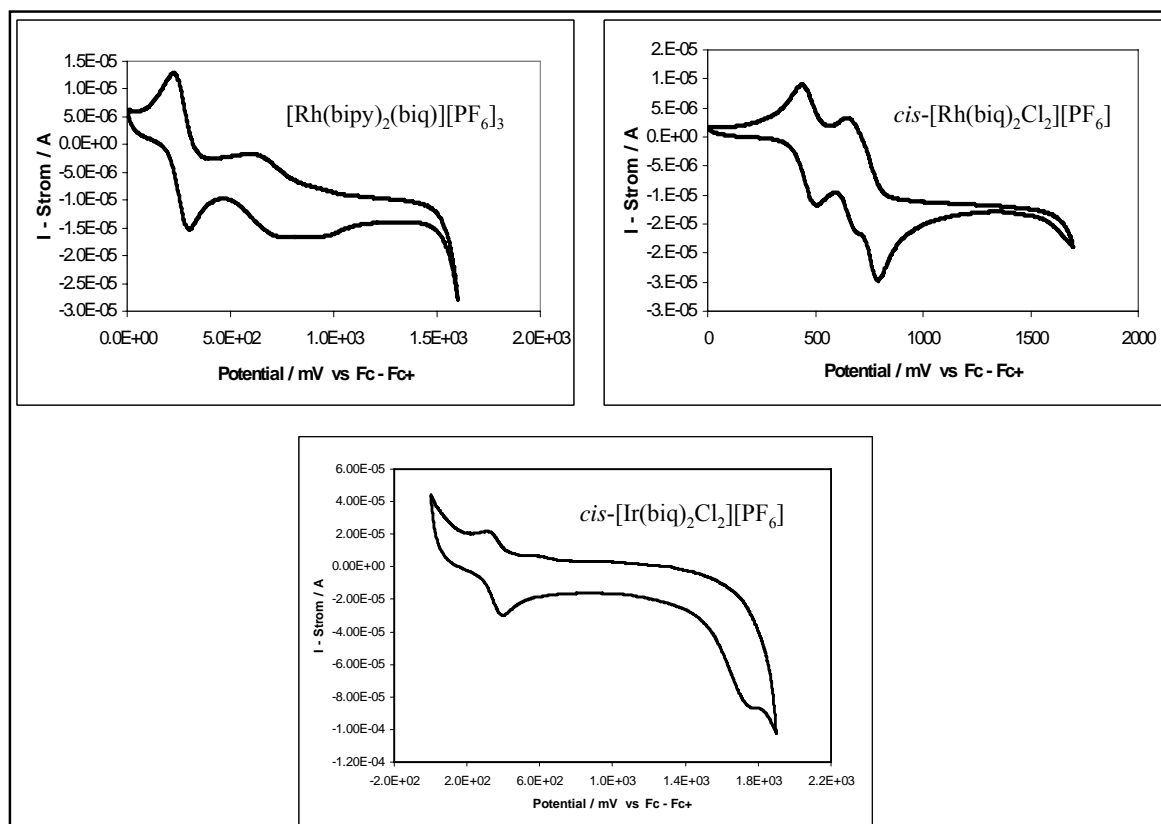 1.5E-05
1.0E-05
5.0E-06
0.0E+00
-5.0E-06
-1.0E-05
-1.5E-05
-2.0E-05
-2.5E-05
-3.0E-05
I - Strom / A
[Rh(bipy)2(biq)][PF6]3
0.0E+00 5.0E+02 1.0E+03 1.5E+03 2.0E+03
Potential / mV vs Fc - Fc+
2.E-05
1.E-05
5.E-06
0.E+00
-5.E-06
-1.E-05
-2.E-05
-2.E-05
-3.E-05
-3.E-05
I - Strom / A
cis-[Rh(biq)2Cl2][PF6]
0 500 1000 1500 2000
Potential / mV vs Fc - Fc+
6.00E-05
4.00E-05
2.00E-05
0.00E+00
-2.00E-05
-4.00E-05
-6.00E-05
-8.00E-05
-1.00E-04
-1.20E-04
I - Strom / A
cis-[Ir(biq)2Cl2][PF6]
-2.0E+02 2.0E+02 6.0E+02 1.0E+03 1.4E+03 1.8E+03 2.2E+03
Potential / mV vs Fc - Fc+